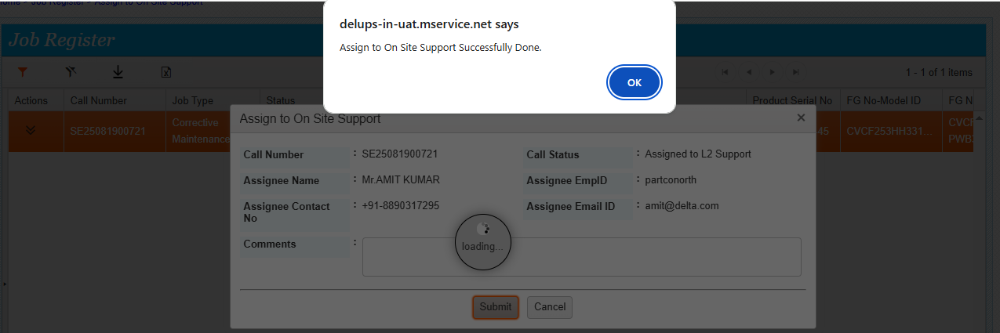 Home > Job Register > Assign to On Site Support
delups-in-uat.mservice.net says
Assign to On Site Support Successfully Done.
OK
Job Register
1 - 1 of 1 items
Actions Call Number Job Type Status Product Serial No FG No-Model ID FG N
SE25081900721 Corrective Maintenance 45 CVCF253HH331... CVCF PWB
Assign to On Site Support ×
Call Number : SE25081900721 Call Status : Assigned to L2 Support
Assignee Name : Mr.AMIT KUMAR Assignee EmpID : partconorth
Assignee Contact No : +91-8890317295 Assignee Email ID : amit@delta.com
Comments :
loading...
Submit Cancel